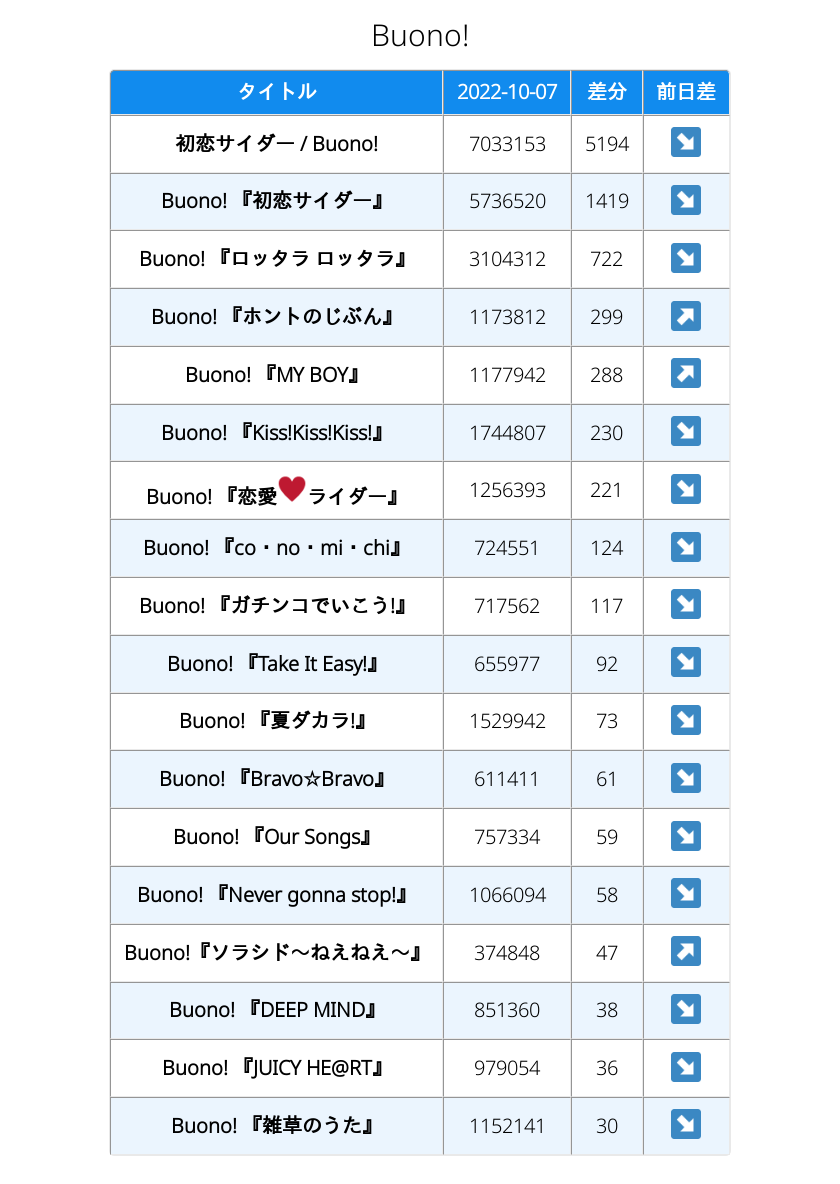 Buono!
タイトル 2022-10-07 差分 前日差
初恋サイダー / Buono! 7033153 5194 ↘
Buono! 『初恋サイダー』 5736520 1419 ↘
Buono! 『ロッタラ ロッタラ』 3104312 722 ↘
Buono! 『ホントのじぶん』 1173812 299 ↗
Buono! 『MY BOY』 1177942 288 ↗
Buono! 『Kiss!Kiss!Kiss!』 1744807 230 ↘
Buono! 『恋愛♥ライダー』 1256393 221 ↘
Buono! 『co・no・mi・chi』 724551 124 ↘
Buono! 『ガチンコでいこう!』 717562 117 ↘
Buono! 『Take It Easy!』 655977 92 ↘
Buono! 『夏ダカラ!』 1529942 73 ↘
Buono! 『Bravo☆Bravo』 611411 61 ↘
Buono! 『Our Songs』 757334 59 ↘
Buono! 『Never gonna stop!』 1066094 58 ↘
Buono!『ソラシド～ねえねえ～』 374848 47 ↗
Buono! 『DEEP MIND』 851360 38 ↘
Buono! 『JUICY HE@RT』 979054 36 ↘
Buono! 『雑草のうた』 1152141 30 ↘